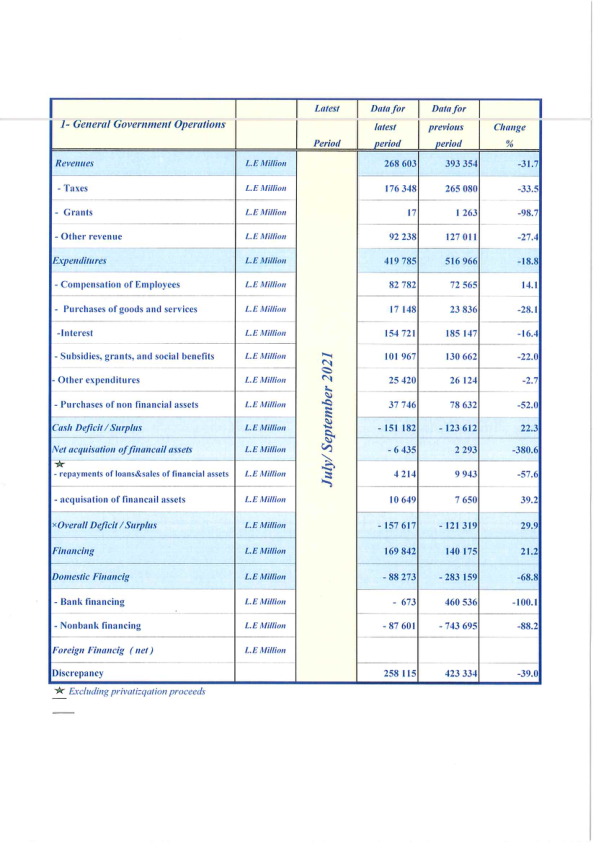 1- General Government Operations Latest Period Data for latest period Data for previous period Change %
Revenues L.E Million 268 603 393 354 -31.7
- Taxes L.E Million 176 348 265 080 -33.5
- Grants L.E Million 17 1 263 -98.7
- Other revenue L.E Million 92 238 127 011 -27.4
Expenditures L.E Million 419 785 516 966 -18.8
- Compensation of Employees L.E Million 82 782 72 565 14.1
- Purchases of goods and services L.E Million 17 148 23 836 -28.1
-Interest L.E Million 154 721 185 147 -16.4
- Subsidies, grants, and social benefits L.E Million 101 967 130 662 -22.0
- Other expenditures L.E Million 25 420 26 124 -2.7
- Purchases of non financial assets L.E Million 37 746 78 632 -52.0
Cash Deficit / Surplus L.E Million - 151 182 - 123 612 22.3
Net acquisation of financail assets L.E Million - 6 435 2 293 -380.6
- repayments of loans&sales of financial assets L.E Million 4 214 9 943 -57.6
- acquisation of financail assets L.E Million 10 649 7 650 39.2
×Overall Deficit / Surplus L.E Million - 157 617 - 121 319 29.9
Financing L.E Million 169 842 140 175 21.2
Domestic Financig L.E Million - 88 273 - 283 159 -68.8
- Bank financing L.E Million - 673 460 536 -100.1
- Nonbank financing L.E Million - 87 601 - 743 695 -88.2
Foreign Financig ( net ) L.E Million
Discrepancy 258 115 423 334 -39.0
July/ September 2021
★ Excluding privatizqation proceeds